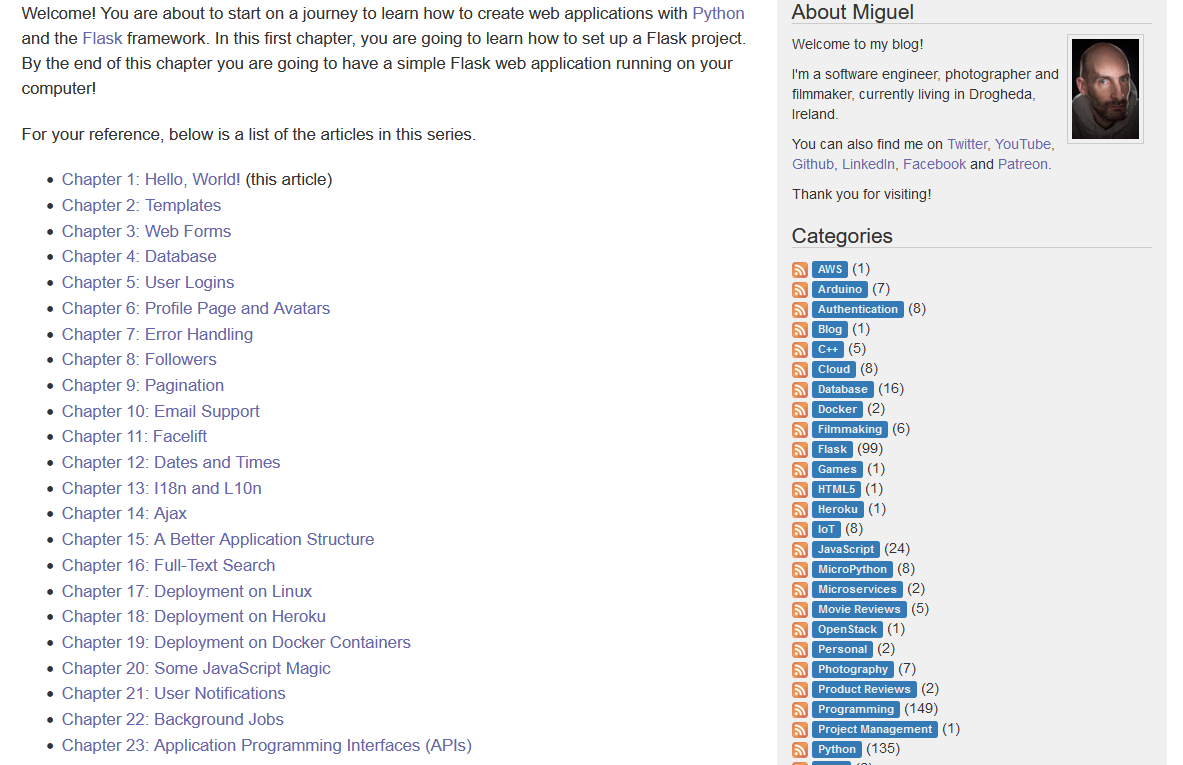 Welcome! You are about to start on a journey to learn how to create web applications with Python
and the Flask framework. In this first chapter, you are going to learn how to set up a Flask project.
By the end of this chapter you are going to have a simple Flask web application running on your
computer!
For your reference, below is a list of the articles in this series.
Chapter 1: Hello, World! (this article)
Chapter 2: Templates
Chapter 3: Web Forms
Chapter 4: Database
Chapter 5: User Logins
Chapter 6: Profile Page and Avatars
Chapter 7: Error Handling
Chapter 8: Followers
Chapter 9: Pagination
Chapter 10: Email Support
Chapter 11: Facelift
Chapter 12: Dates and Times
Chapter 13: I18n and L10n
Chapter 14: Ajax
Chapter 15: A Better Application Structure
Chapter 16: Full-Text Search
Chapter 17: Deployment on Linux
Chapter 18: Deployment on Heroku
Chapter 19: Deployment on Docker Containers
Chapter 20: Some JavaScript Magic
Chapter 21: User Notifications
Chapter 22: Background Jobs
Chapter 23: Application Programming Interfaces (APIs)
About Miguel
Welcome to my blog!
I'm a software engineer, photographer and
filmmaker, currently living in Drogheda,
Ireland.
You can also find me on Twitter, YouTube,
Github, LinkedIn, Facebook and Patreon.
Thank you for visiting!
Categories
AWS (1)
Arduino (7)
Authentication (8)
Blog (1)
C++ (5)
Cloud (8)
Database (16)
Docker (2)
Filmmaking (6)
Flask (99)
Games (1)
HTML5 (1)
Heroku (1)
IoT (8)
JavaScript (24)
MicroPython (8)
Microservices (2)
Movie Reviews (5)
OpenStack (1)
Personal (2)
Photography (7)
Product Reviews (2)
Programming (149)
Project Management (1)
Python (135)